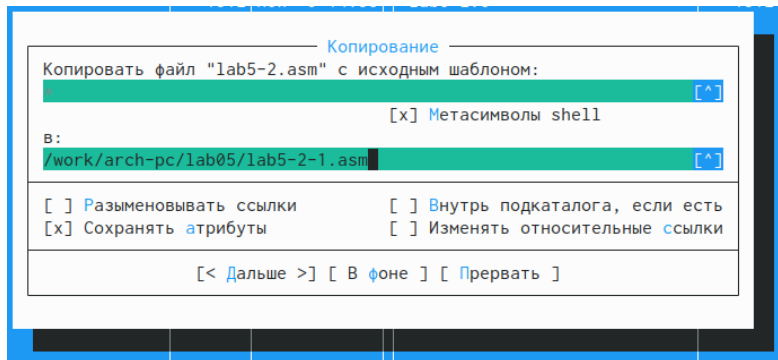 Копирование
Копировать файл "lab5-2.asm" с исходным шаблоном:
* [^]
[x] Метасимволы shell
в:
/work/arch-pc/lab05/lab5-2-1.asm [^]
[ ] Разыменовывать ссылки [ ] Внутрь подкаталога, если есть
[x] Сохранять атрибуты [ ] Изменять относительные ссылки
[< Дальше >] [ В фоне ] [ Прервать ]